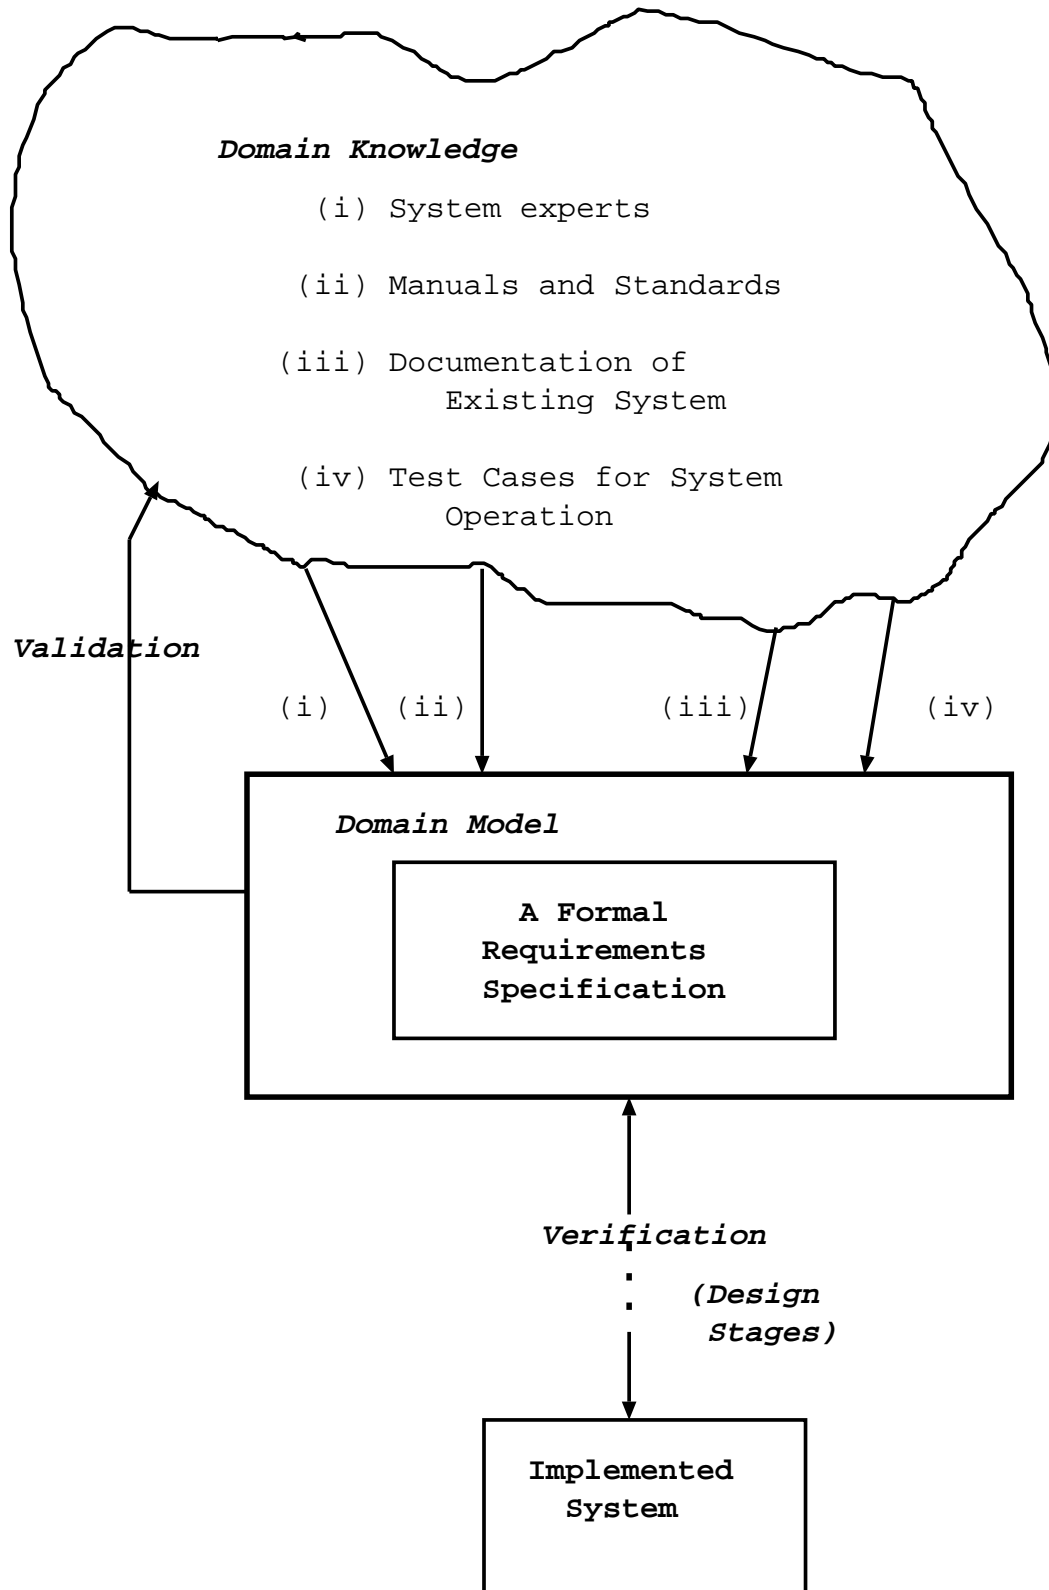 Domain Knowledge
(i) System experts
(ii) Manuals and Standards
(iii) Documentation of
Existing System
(iv) Test Cases for System
Operation
Validation
(i) (ii) (iii) (iv)
Domain Model
A Formal
Requirements
Specification
Verification
(Design
Stages)
Implemented
System